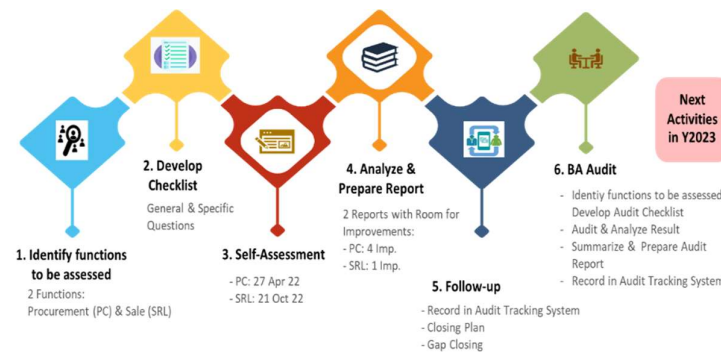 1. Identify functions
to be assessed
2 Functions:
Procurement (PC) & Sale (SRL)
2. Develop
Checklist
General & Specific
Questions
3. Self-Assessment
- PC: 27 Apr 22
- SRL: 21 Oct 22
4. Analyze &
Prepare Report
2 Reports with Room for
Improvements:
- PC: 4 Imp.
- SRL: 1 Imp.
5. Follow-up
- Record in Audit Tracking System
- Closing Plan
- Gap Closing
6. BA Audit
- Identiy functions to be assessed
Develop Audit Checklist
- Audit & Analyze Result
- Summarize & Prepare Audit
Report
- Record in Audit Tracking System
Next
Activities
in Y2023